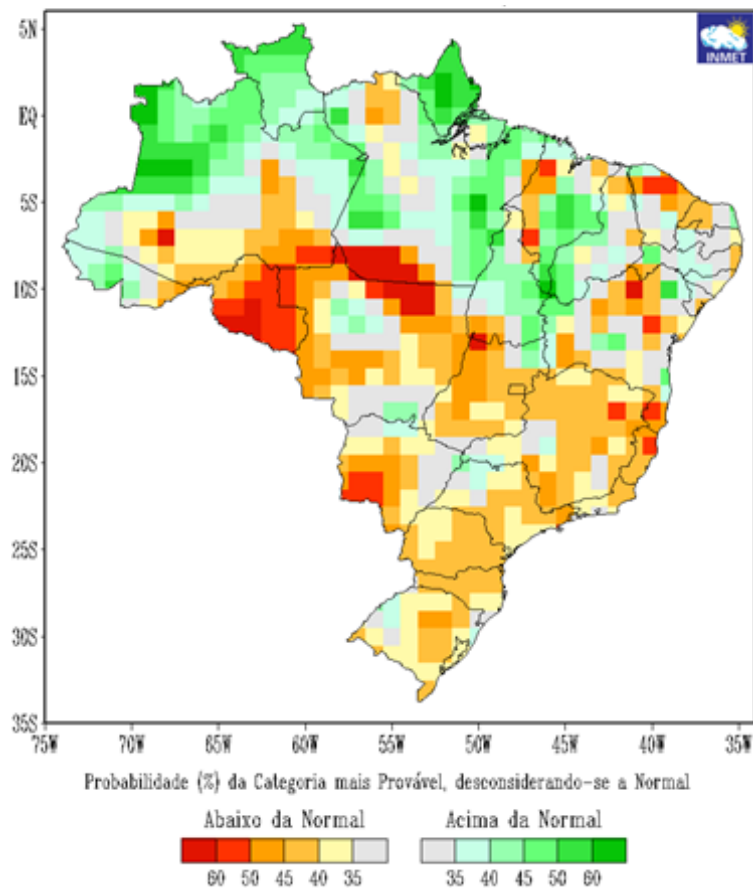 INMET
5N
EQ
5S
10S
15S
20S
25S
30S
35S
75W 70W 65W 60W 55W 50W 45W 40W 35W
Probabilidade (%) da Categoria mais Provável, desconsiderando-se a Normal
Abaixo da Normal Acima da Normal
60 50 45 40 35 35 40 45 50 60